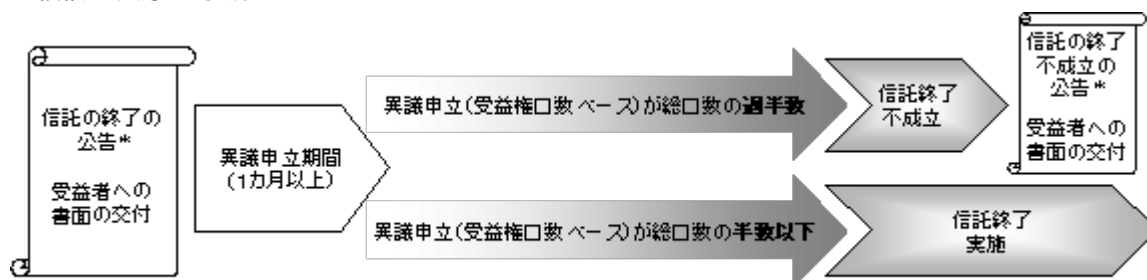 信託の終了の
公告*
受益者への
書面の交付
異議申立期間
(1カ月以上)
異議申立(受益権口数ベース)が総口数の過半数
信託終了
不成立
信託の終了
不成立の
公告*
受益者への
書面の交付
異議申立(受益権口数ベース)が総口数の半数以下
信託終了
実施